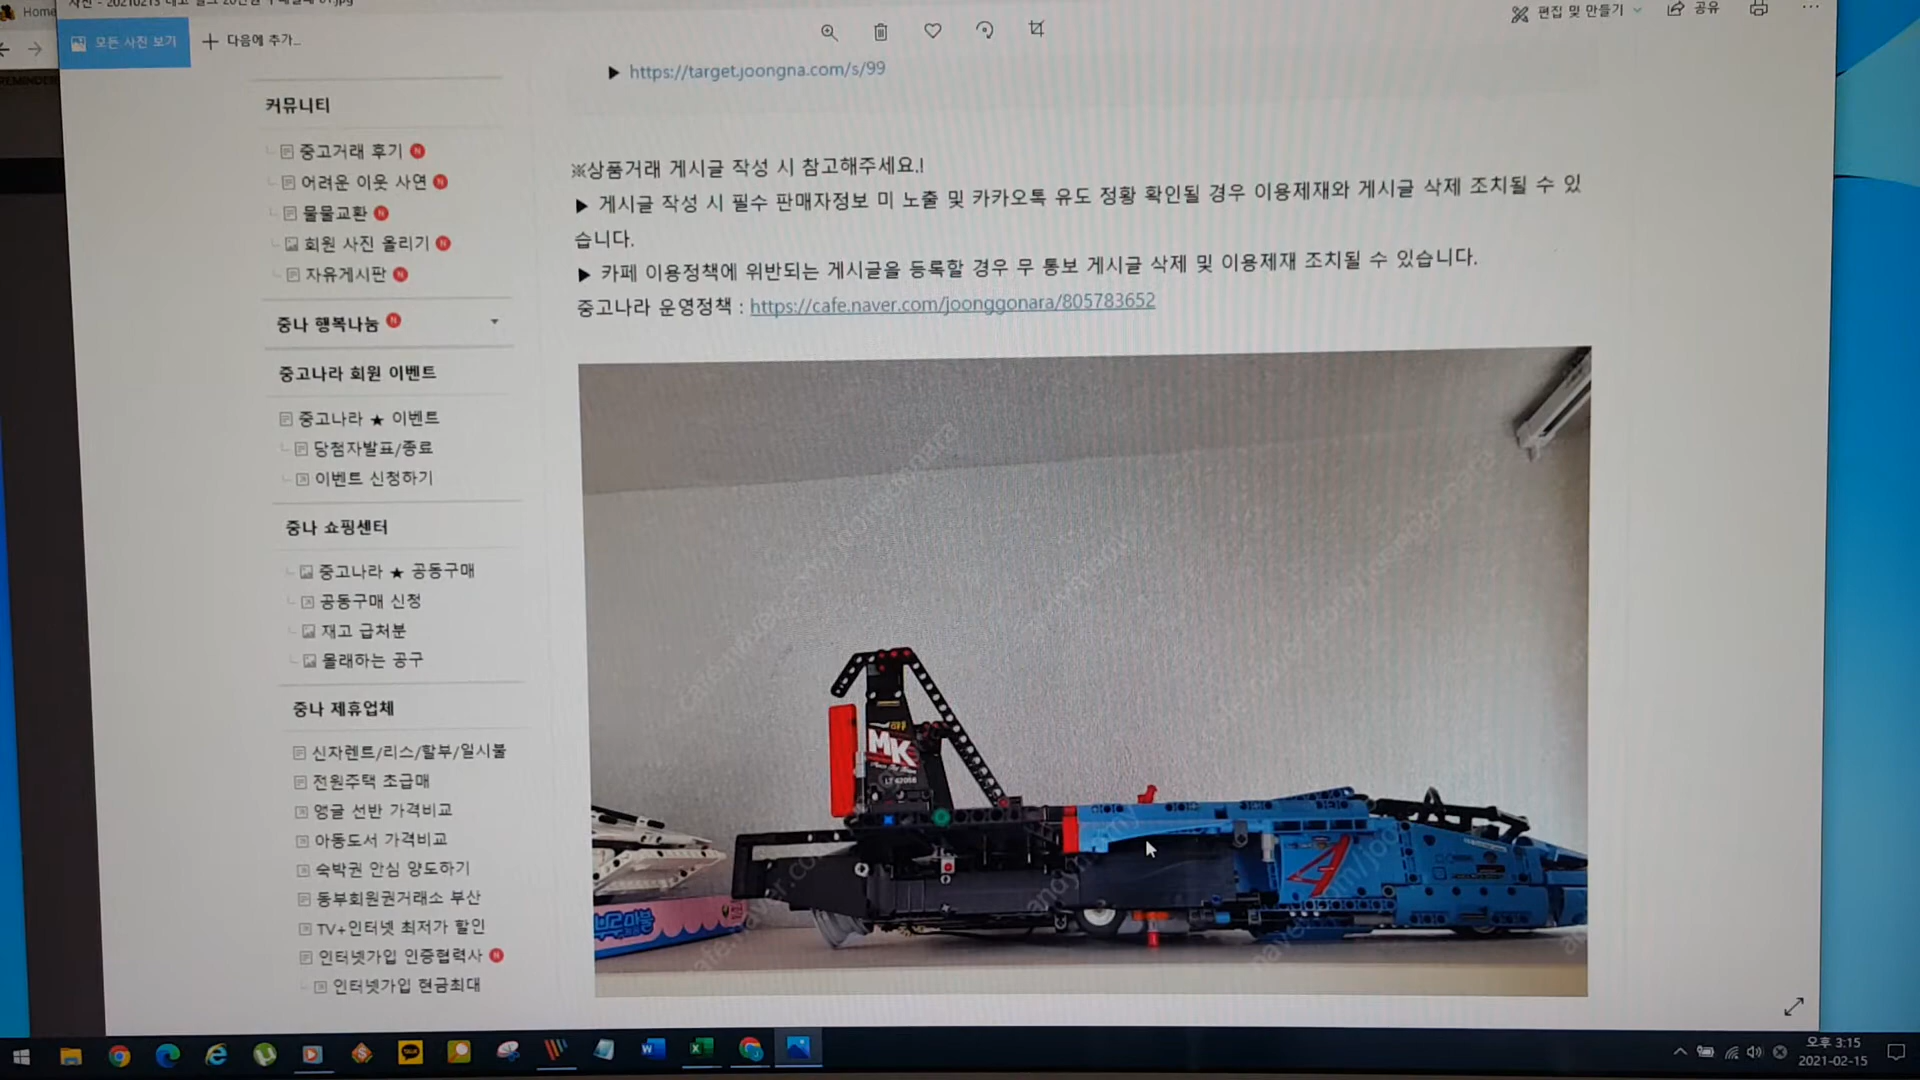 Home
모든 사진 보기
다음에 추가...
편집 및 만들기
공유
▶ https://target.joongna.com/s/99
커뮤니티
중고거래 후기 N
어려운 이웃 사연 N
물물교환 N
회원 사진 올리기 N
자유게시판 N
중나 행복나눔 N
중고나라 회원 이벤트
중고나라 ★ 이벤트
당첨자발표/종료
이벤트 신청하기
중나 쇼핑센터
중고나라 ★ 공동구매
공동구매 신청
재고 급처분
몰래하는 공구
중나 제휴업체
신차렌트/리스/할부/일시불
전원주택 초급매
앵글 선반 가격비교
아동도서 가격비교
숙박권 안심 양도하기
동부회원권거래소 부산
TV+인터넷 최저가 할인
인터넷가입 인증협력사 N
인터넷가입 현금최대
※상품거래 게시글 작성 시 참고해주세요.!
▶ 게시글 작성 시 필수 판매자정보 미 노출 및 카카오톡 유도 정황 확인될 경우 이용제재와 게시글 삭제 조치될 수 있
습니다.
▶ 카페 이용정책에 위반되는 게시글을 등록할 경우 무 통보 게시글 삭제 및 이용제재 조치될 수 있습니다.
중고나라 운영정책 : https://cafe.naver.com/joonggonara/805783652
MK
부루마불
오후 3:15
2021-02-15